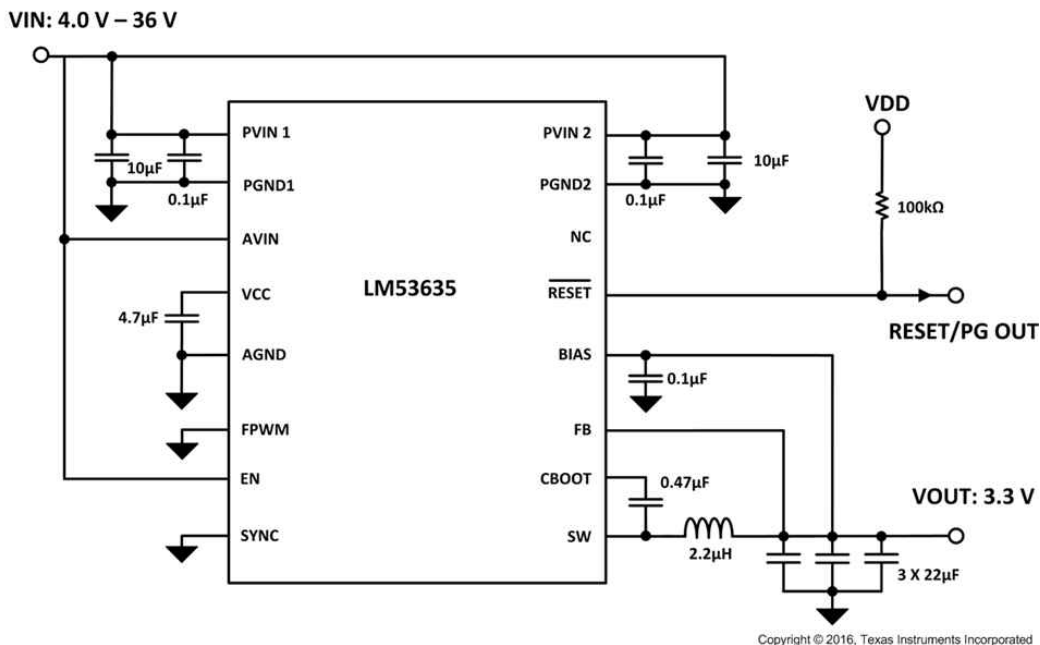 VIN: 4.0 V – 36 V
VDD
PVIN 1
PVIN 2
10µF
10µF
PGND1
PGND2
0.1µF
0.1µF
100kΩ
AVIN
NC
LM53635
VCC
RESET
4.7µF
RESET/PG OUT
AGND
BIAS
0.1µF
FPWM
FB
EN
CBOOT
0.47µF
VOUT: 3.3 V
SYNC
SW
2.2µH
3 X 22µF
Copyright © 2016, Texas Instruments Incorporated